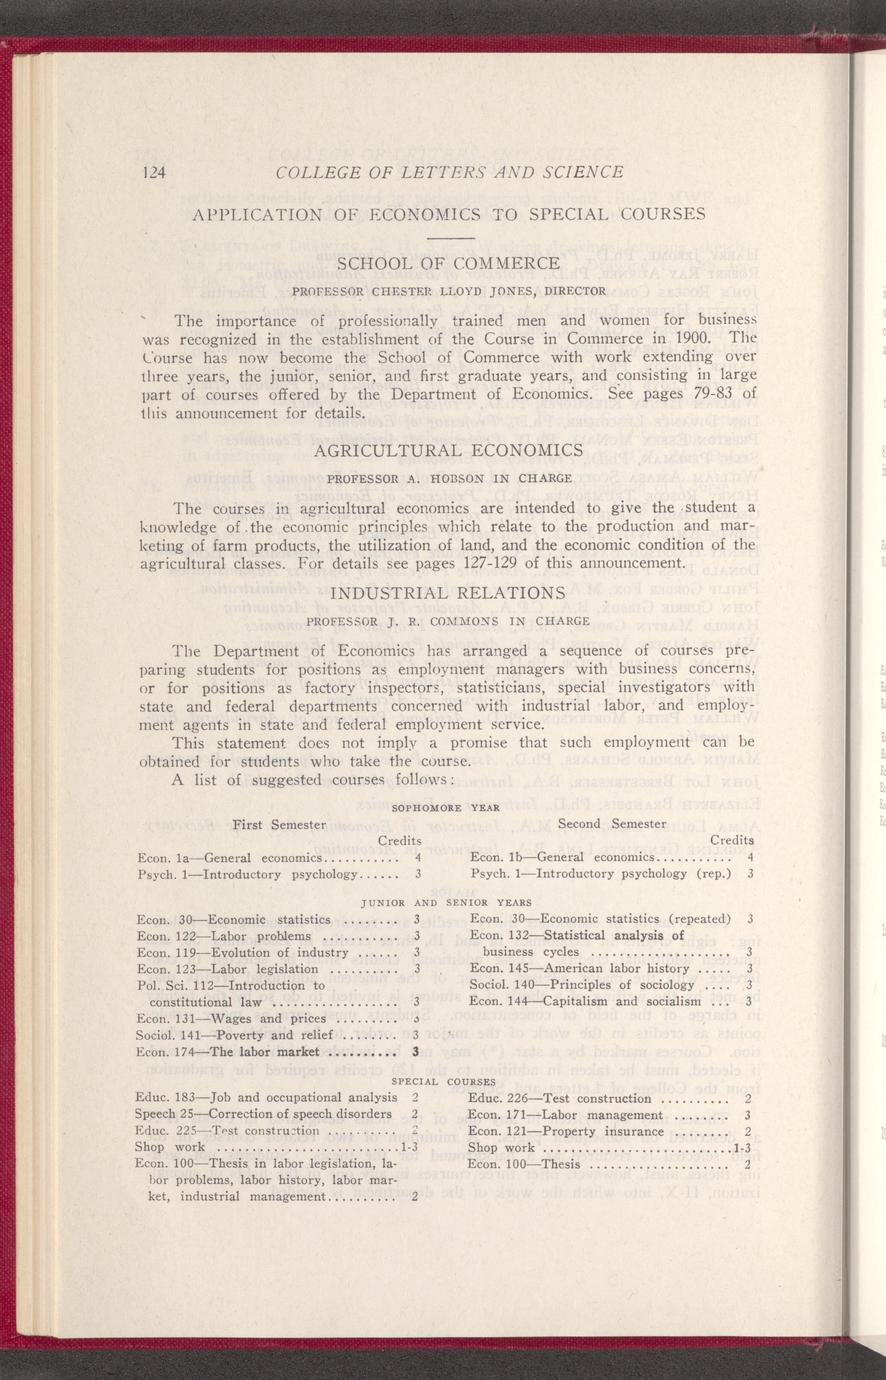 124 COLLEGE OF LETTERS AND SCIENCE
APPLICATION OF ECONOMICS TO SPECIAL COURSES
SCHOOL OF COMMERCE
PROFESSOR CHESTER LLOYD JONES, DIRECTOR
The importance of professionally trained men and women for business
was recognized in the establishment of the Course in Commerce in 1900. The
Course has now become the School of Commerce with work extending over
three years, the junior, senior, and first graduate years, and consisting in large
part of courses offered by the Department of Economics. See pages 79-83 of
this announcement for details.
AGRICULTURAL ECONOMICS
PROFESSOR A. HOBSON IN CHARGE
The courses in agricultural economics are intended to give the student a
knowledge of the economic principles which relate to the production and mar-
keting of farm products, the utilization of land, and the economic condition of the
agricultural classes. For details see pages 127-129 of this announcement.
INDUSTRIAL RELATIONS
PROFESSOR J. R. COMMONS IN CHARGE
The Department of Economics has arranged a sequence of courses pre-
paring students for positions as employment managers with business concerns,
or for positions as factory inspectors, statisticians, special investigators with
state and federal departments concerned with industrial labor, and employ-
ment agents in state and federal employment service.
This statement does not imply a promise that such employment can be
obtained for students who take the course.
A list of suggested courses follows:
SOPHOMORE YEAR
First Semester
Credits
Econ. 1a—General economics........... 4
Psych. 1—Introductory psychology...... 3
Second Semester
Credits
Econ. 1b—General economics........... 4
Psych. 1—Introductory psychology (rep.) 3
JUNIOR AND SENIOR YEARS
Econ. 30—Economic statistics ........ 3
Econ. 122—Labor problems ........... 3
Econ. 119—Evolution of industry ...... 3
Econ. 123—Labor legislation .......... 3
Pol. Sci. 112—Introduction to
constitutional law .................. 3
Econ. 131—Wages and prices ......... 3
Sociol. 141—Poverty and relief ........ 3
Econ. 174—The labor market .......... 3
Econ. 30—Economic statistics (repeated) 3
Econ. 132—Statistical analysis of
business cycles .................... 3
Econ. 145—American labor history ..... 3
Sociol. 140—Principles of sociology .... 3
Econ. 144—Capitalism and socialism ... 3
SPECIAL COURSES
Educ. 183—Job and occupational analysis 2
Speech 25—Correction of speech disorders 2
Educ. 225—Test construction .......... 2
Shop work ..........................1-3
Econ. 100—Thesis in labor legislation, la-
bor problems, labor history, labor mar-
ket, industrial management.......... 2
Educ. 226—Test construction .......... 2
Econ. 171—Labor management ........ 3
Econ. 121—Property insurance ........ 2
Shop work ...........................1-3
Econ. 100—Thesis .................... 2